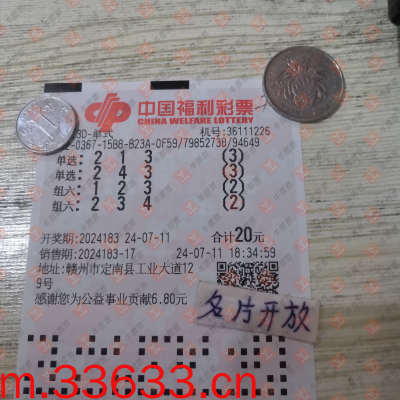 中国福利彩票
CHINA WELFARE LOTTERY
3D-单式 机号:36111226
-0367-15B8-B23A-0F59/79852730/94649
单选: 2 1 3 (3)
单选: 2 4 3 (3)
组六: 1 2 3 (2)
组六: 2 3 4 (2)
开奖期:2024183 24-07-11 合计20元
销售期:2024183-17 24-07-11 18:34:59
地址:赣州市定南县工业大道12
9号
感谢您为公益事业贡献6.80元
名片开放
m.33633.cn